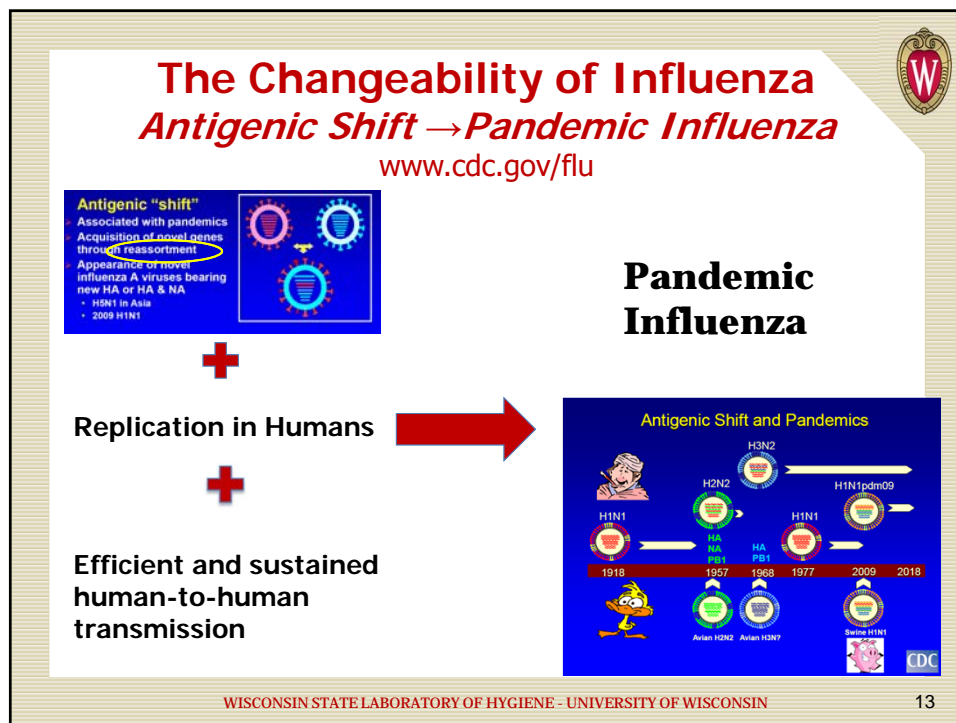 The Changeability of Influenza
Antigenic Shift →Pandemic Influenza
www.cdc.gov/flu
W
Antigenic “shift”
Associated with pandemics
Acquisition of novel genes
through reassortment
Appearance of novel
influenza A viruses bearing
new HA or HA & NA
• H5N1 in Asia
• 2009 H1N1
Replication in Humans
Efficient and sustained
human-to-human
transmission
Pandemic
Influenza
Antigenic Shift and Pandemics
H3N2
H2N2
H1N1pdm09
H1N1
H1N1
HA
NA
PB1
HA
PB1
1918 1957 1968 1977 2009 2018
Avian H2N2 Avian H3N?
Swine H1N1
CDC
WISCONSIN STATE LABORATORY OF HYGIENE - UNIVERSITY OF WISCONSIN
13